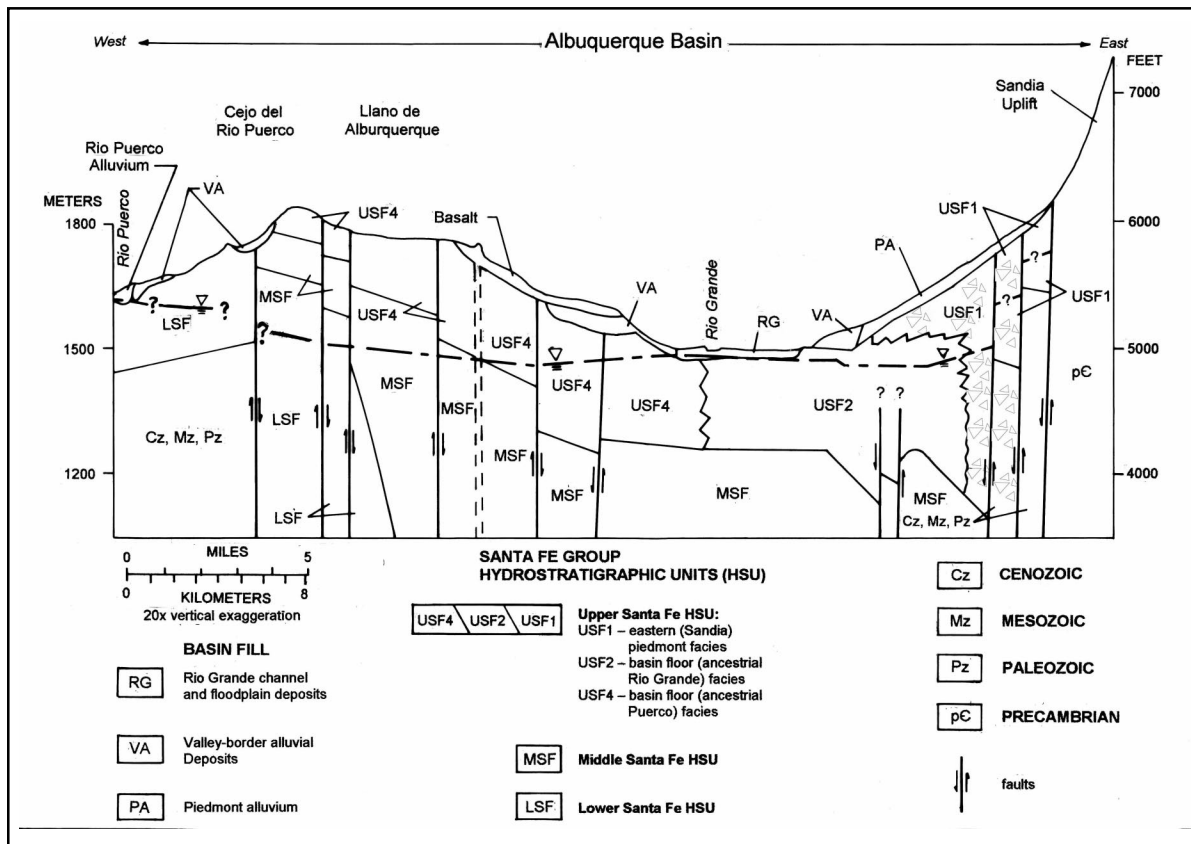 Albuquerque Basin
West
East
FEET
7000
Sandia
Uplift
Cejo del
Rio Puerco
Llano de
Alburquerque
Rio Puerco
Alluvium
VA
METERS
1800
Rio Puerco
USF4
Basalt
USF1
6000
PA
?
MSF
USF4
VA
Rio Grande
RG
VA
USF1
?
USF1
? ?
LSF
?
1500
USF4
USF4
5000
pЄ
MSF
USF4
USF2
? ?
Cz, Mz, Pz
LSF
MSF
MSF
1200
MSF
MSF
MSF
4000
LSF
Cz, Mz, Pz
0 MILES 5
0 KILOMETERS 8
20x vertical exaggeration
BASIN FILL
RG Rio Grande channel
and floodplain deposits
VA Valley-border alluvial
Deposits
PA Piedmont alluvium
SANTA FE GROUP
HYDROSTRATIGRAPHIC UNITS (HSU)
USF4 USF2 USF1
Upper Santa Fe HSU:
USF1 – eastern (Sandia)
piedmont facies
USF2 – basin floor (ancestral
Rio Grande) facies
USF4 – basin floor (ancestral
Puerco) facies
MSF Middle Santa Fe HSU
LSF Lower Santa Fe HSU
Cz CENOZOIC
Mz MESOZOIC
Pz PALEOZOIC
pЄ PRECAMBRIAN
faults